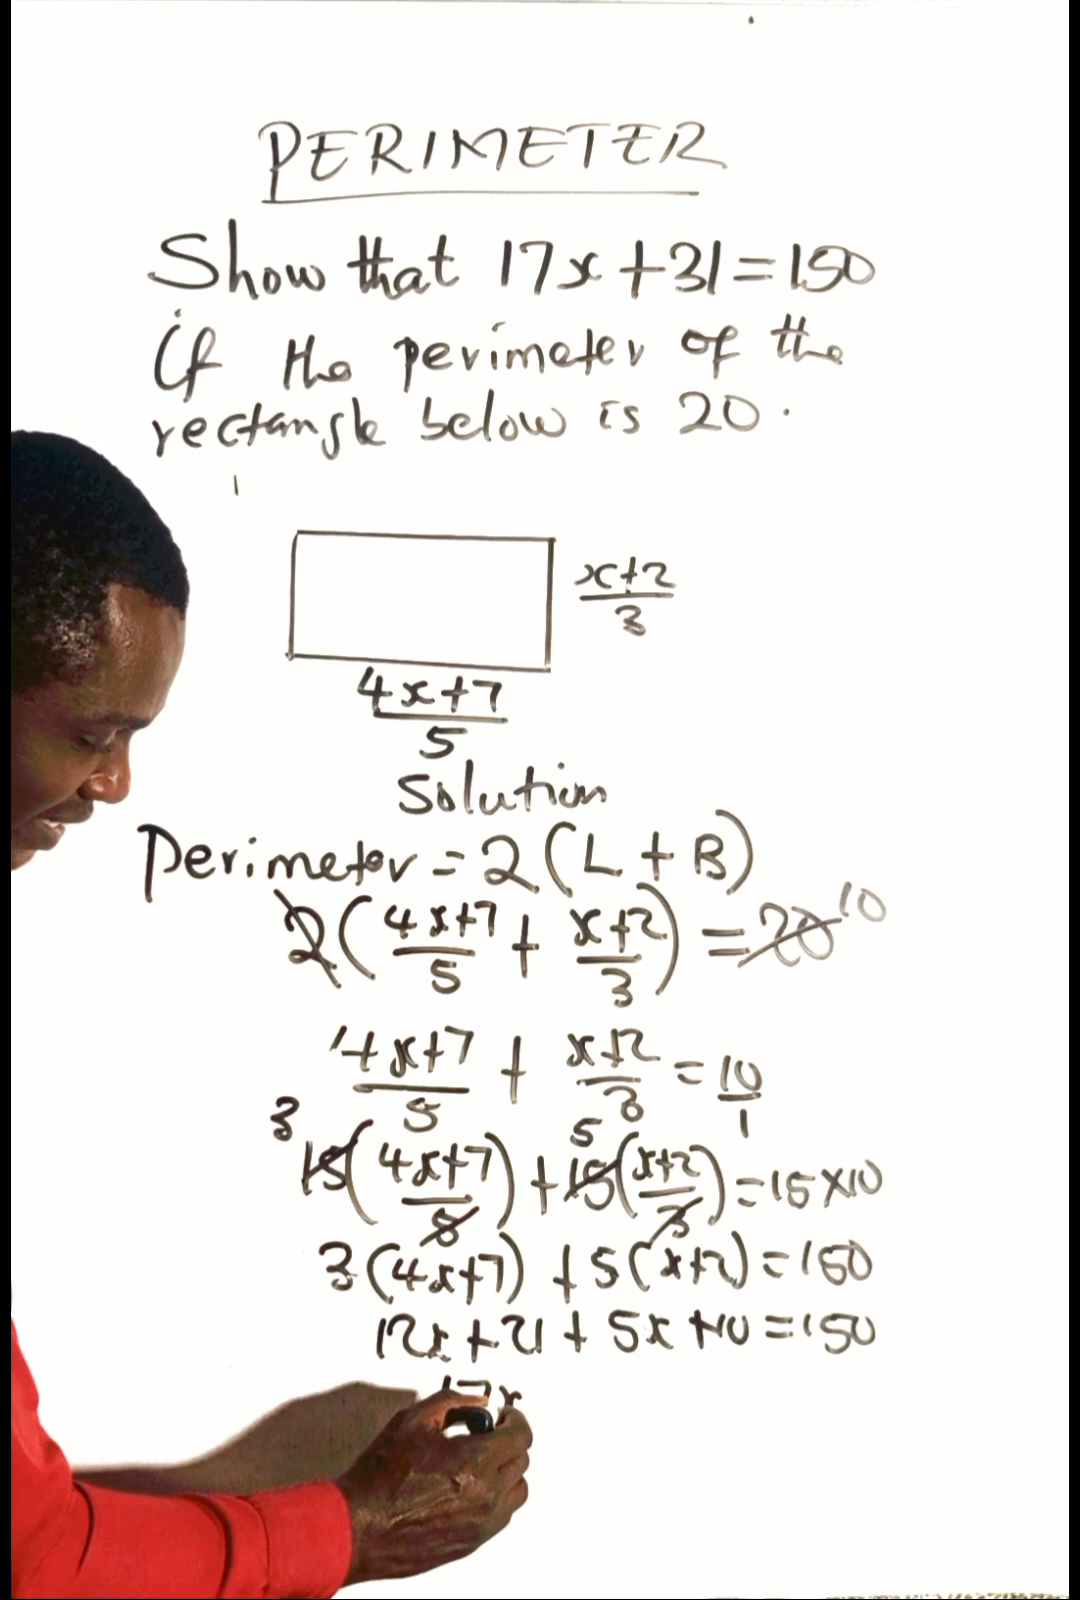 PERIMETER
Show that 17x+31=150
if the perimeter of the
rectangle below is 20.
x+2
3
4x+7
5
Solution
Perimeter = 2(L+B)
2(4x+7/5 + x+2/3) = 20 10
4x+7/5 + x+2/3 = 10/1
3 5
15(4x+7/5) + 15(x+2/3) = 15×10
3(4x+7) + 5(x+2) = 150
12x+21 + 5x+10 = 150
17x